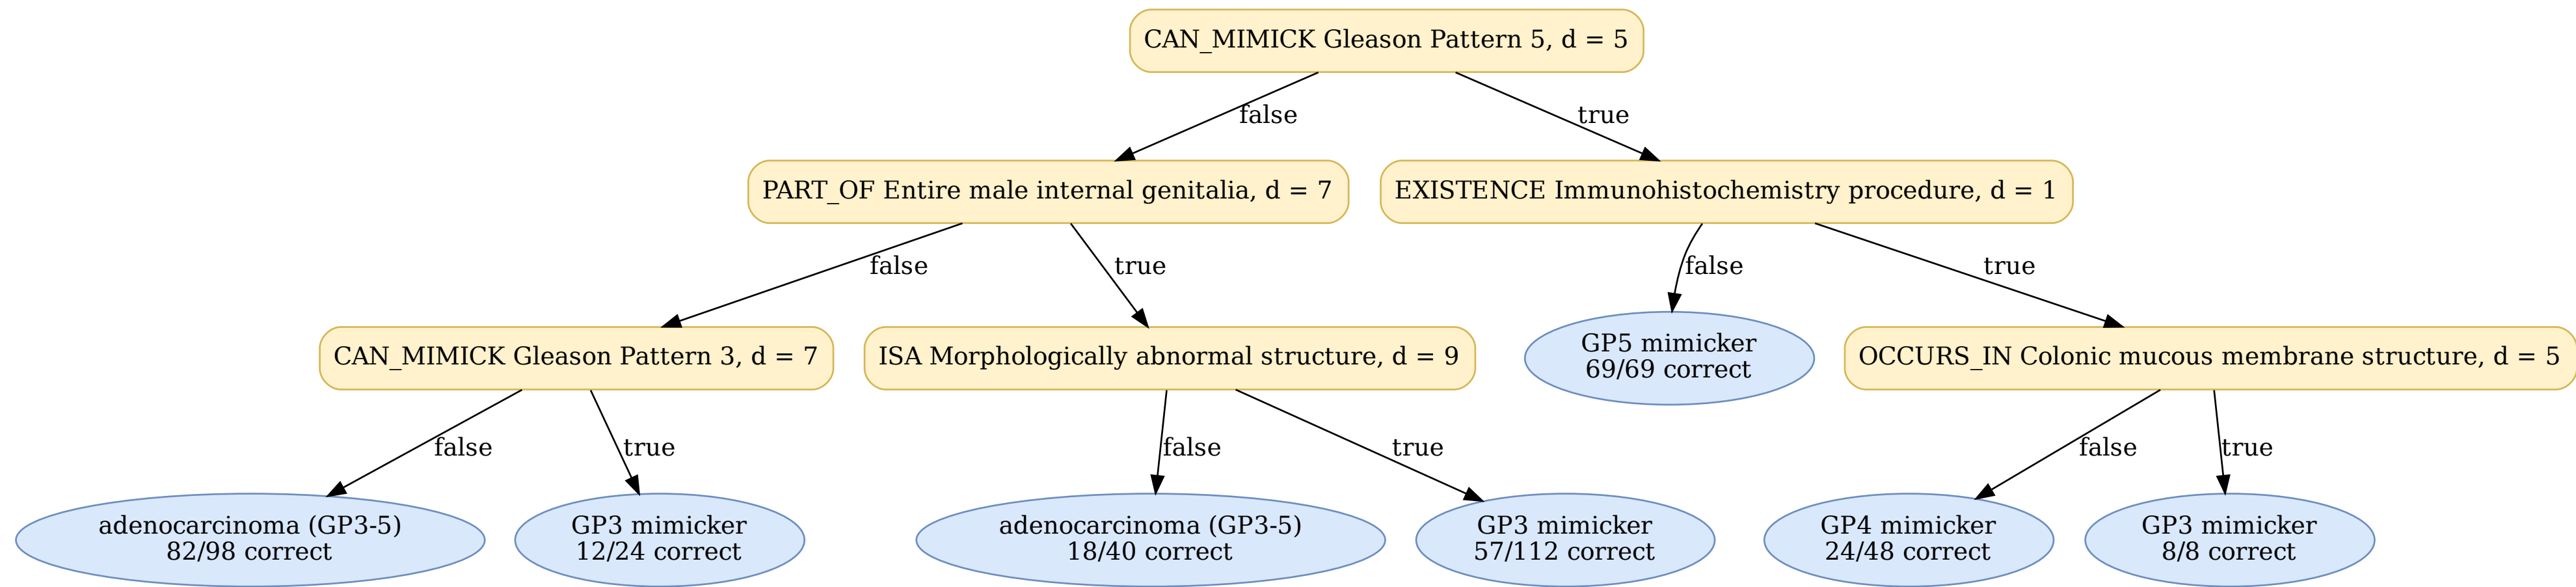 CAN_MIMICK Gleason Pattern 5, d = 5
false
true
PART_OF Entire male internal genitalia, d = 7
EXISTENCE Immunohistochemistry procedure, d = 1
false
true
false
true
CAN_MIMICK Gleason Pattern 3, d = 7
ISA Morphologically abnormal structure, d = 9
GP5 mimicker
69/69 correct
OCCURS_IN Colonic mucous membrane structure, d = 5
false
true
false
true
false
true
adenocarcinoma (GP3-5)
82/98 correct
GP3 mimicker
12/24 correct
adenocarcinoma (GP3-5)
18/40 correct
GP3 mimicker
57/112 correct
GP4 mimicker
24/48 correct
GP3 mimicker
8/8 correct